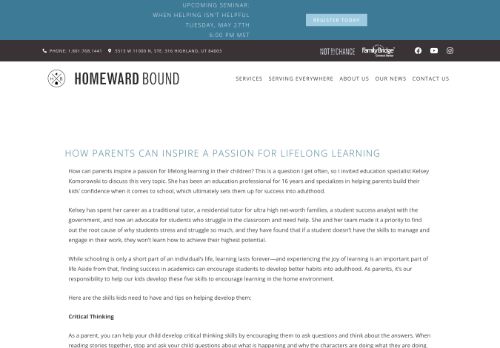 UPCOMING SEMINAR:
WHEN HELPING ISN'T HELPFUL
TUESDAY, MAY 27TH
6:00 PM MST
REGISTER TODAY
PHONE: 1.801.768.1441
5513 W 11000 N, STE. 316 HIGHLAND, UT 84003
NOT BY CHANCE
FamilyBridge
HOMEWARD BOUND
SERVICES SERVING EVERYWHERE ABOUT US OUR NEWS CONTACT US
HOW PARENTS CAN INSPIRE A PASSION FOR LIFELONG LEARNING
How can parents inspire a passion for lifelong learning in their children? This is a question I get often, so I invited education specialist Kelsey
Komorowski to discuss this very topic. She has been an education professional for 16 years and specializes in helping parents build their
kids' confidence when it comes to school, which ultimately sets them up for success into adulthood.
Kelsey has spent her career as a traditional tutor, a residential tutor for ultra high net-worth families, a student success analyst with the
government, and now an advocate for students who struggle in the classroom and need help. She and her team made it a priority to find
out the root cause of why students stress and struggle so much, and they have found that if a student doesn't have the skills to manage and
engage in their work, they won't learn how to achieve their highest potential.
While schooling is only a short part of an individual's life, learning lasts forever—and experiencing the joy of learning is an important part of
life Aside from that, finding success in academics can encourage students to develop better habits into adulthood. As parents, it's our
responsibility to help our kids develop these five skills to encourage learning in the home environment.
Here are the skills kids need to have and tips on helping develop them:
Critical Thinking
As a parent, you can help your child develop critical thinking skills by encouraging them to ask questions and think about the answers. When
reading stories together, stop and ask your child questions about what is happening and why the characters are doing what they are doing.